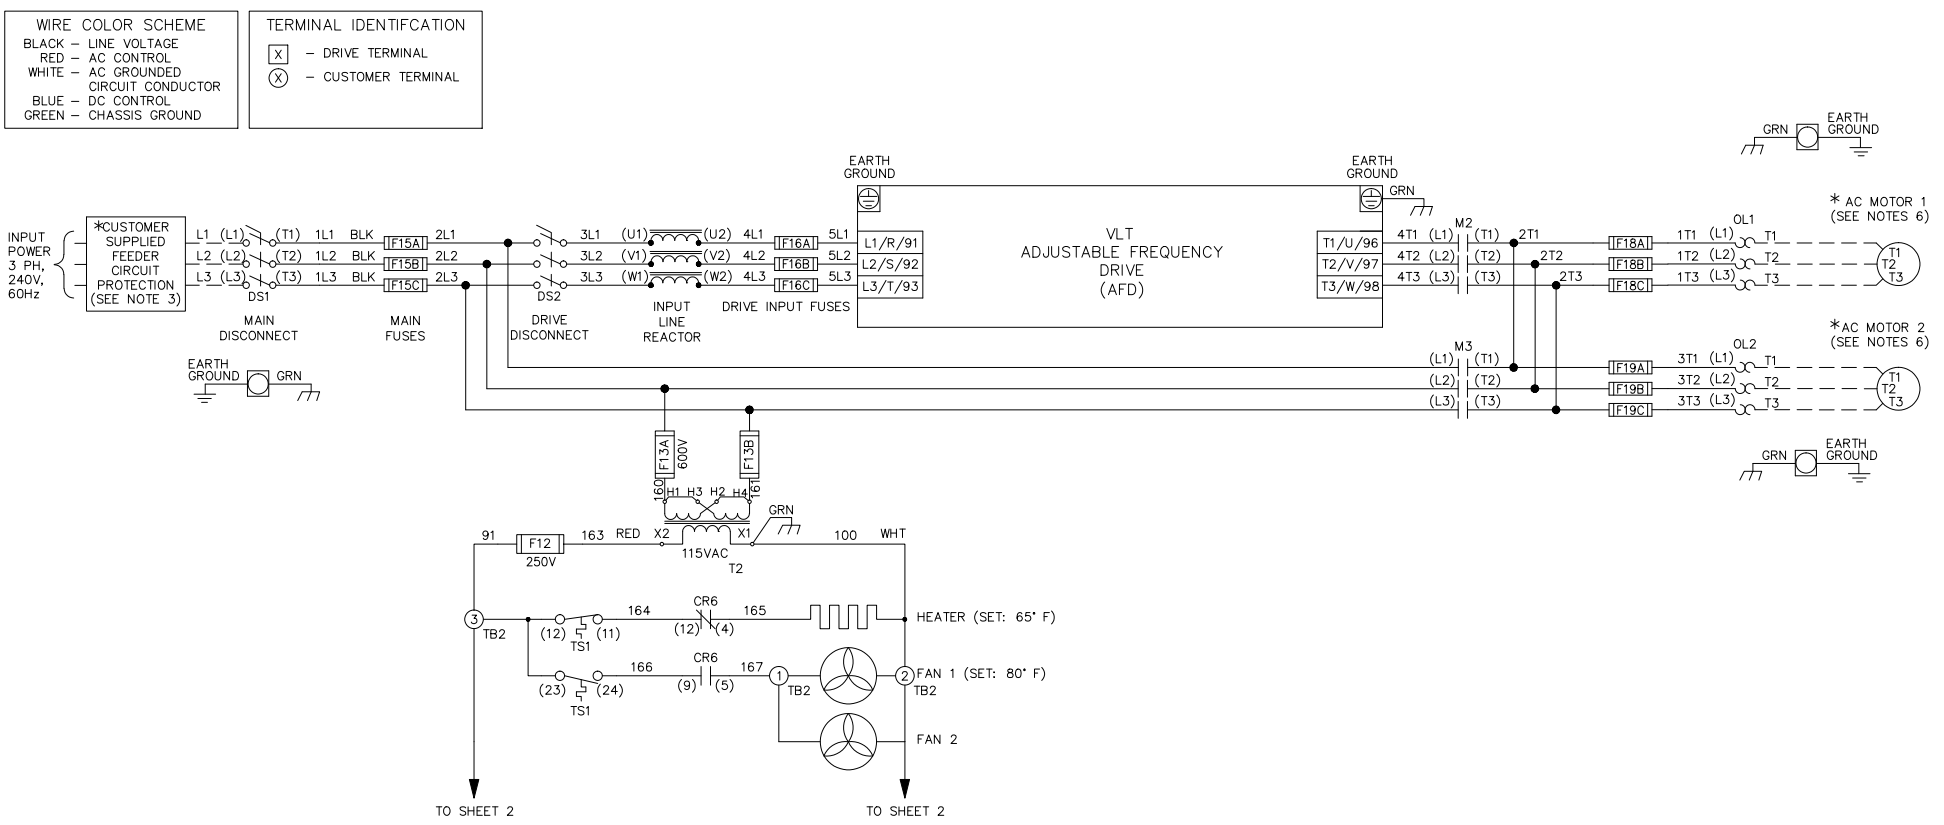 WIRE COLOR SCHEME
BLACK – LINE VOLTAGE
RED – AC CONTROL
WHITE – AC GROUNDED
CIRCUIT CONDUCTOR
BLUE – DC CONTROL
GREEN – CHASSIS GROUND
TERMINAL IDENTIFCATION
X – DRIVE TERMINAL
X – CUSTOMER TERMINAL
GRN
EARTH
GROUND
EARTH
GROUND
EARTH
GROUND
GRN
INPUT
POWER
3 PH,
240V,
60Hz
*CUSTOMER
SUPPLIED
FEEDER
CIRCUIT
PROTECTION
(SEE NOTE 3)
L1 (L1) (T1) 1L1 BLK F15A 2L1 3L1 (U1) (U2) 4L1 F16A 5L1 L1/R/91
L2 (L2) (T2) 1L2 BLK F15B 2L2 3L2 (V1) (V2) 4L2 F16B 5L2 L2/S/92
L3 (L3) (T3) 1L3 BLK F15C 2L3 3L3 (W1) (W2) 4L3 F16C 5L3 L3/T/93
DS1
DS2
MAIN
DISCONNECT
MAIN
FUSES
DRIVE
DISCONNECT
INPUT
LINE
REACTOR
DRIVE INPUT FUSES
VLT
ADJUSTABLE FREQUENCY
DRIVE
(AFD)
M2
OL1
* AC MOTOR 1
(SEE NOTES 6)
T1/U/96 4T1 (L1) (T1) 2T1 F18A 1T1 (L1) T1 T1
T2/V/97 4T2 (L2) (T2) 2T2 F18B 1T2 (L2) T2 T2
T3/W/98 4T3 (L3) (T3) 2T3 F18C 1T3 (L3) T3 T3
EARTH
GROUND
GRN
M3
OL2
*AC MOTOR 2
(SEE NOTES 6)
(L1) (T1) F19A 3T1 (L1) T1 T1
(L2) (T2) F19B 3T2 (L2) T2 T2
(L3) (T3) F19C 3T3 (L3) T3 T3
GRN
EARTH
GROUND
F13A
600V
F13B
160
H1 H3 H2 H4
161
GRN
91 F12 163 RED X2 X1 100 WHT
250V
115VAC
T2
3
TB2
(12) (11)
TS1
164
CR6
(12) (4)
165
HEATER (SET: 65° F)
(23) (24)
TS1
166
CR6
(9) (5)
167
1
TB2
2
TB2
FAN 1 (SET: 80° F)
FAN 2
TO SHEET 2
TO SHEET 2